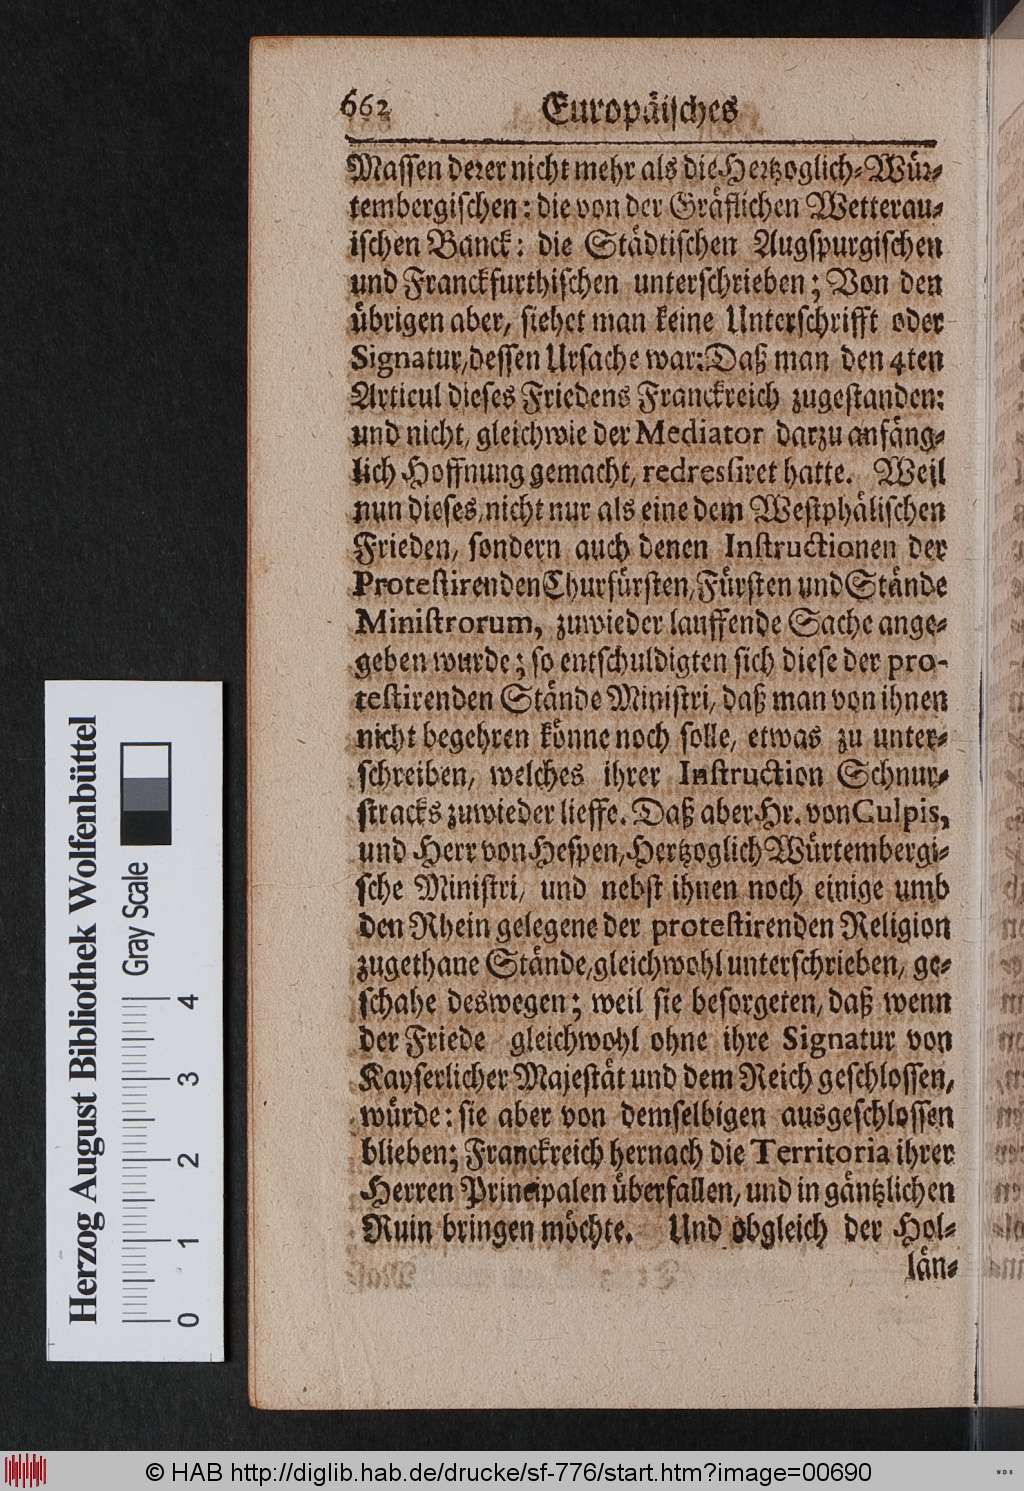 662 Europäisches
Massen derer nicht mehr als die Hertzoglich-Wür-
tembergischen: die von der Gräflichen Wetterau-
ischen Banck: die Städtischen Augspurgischen
und Franckfurthischen unterschrieben; Von den
übrigen aber, siehet man keine Unterschrifft oder
Signatur, dessen Ursache war: Daß man den 4ten
Articul dieses Friedens Franckreich zugestanden:
und nicht, gleichwie der Mediator darzu anfäng-
lich Hoffnung gemacht, redressiret hatte. Weil
nun dieses, nicht nur als eine dem Westphälischen
Frieden, sondern auch denen Instructionen der
Protestirenden Churfürsten, Fürsten und Stände
Ministrorum, zuwieder lauffende Sache ange-
geben wurde; so entschuldigten sich diese der pro-
testirenden Stände Ministri, daß man von ihnen
nicht begehren könne noch solle, etwas zu unter-
schreiben, welches ihrer Instruction Schnur-
stracks zuwieder lieffe. Daß aber Hr. von Culpis,
und Herr von Hespen, Hertzoglich Würtembergi-
sche Ministri, und nebst ihnen noch einige umb
den Rhein gelegene der protestirenden Religion
zugethane Stände, gleichwohl unterschrieben, ge-
schahe deswegen; weil sie besorgeten, daß wenn
der Friede gleichwohl ohne ihre Signatur von
Kayserlicher Majestät und dem Reich geschlossen,
würde: sie aber von demselbigen ausgeschlossen
blieben; Franckreich hernach die Territoria ihrer
Herren Principalen überfallen, und in gäntzlichen
Ruin bringen möchte. Und obgleich der Hol-
län-
Herzog August Bibliothek Wolfenbüttel
Gray Scale
0 1 2 3 4
© HAB http://diglib.hab.de/drucke/sf-776/start.htm?image=00690